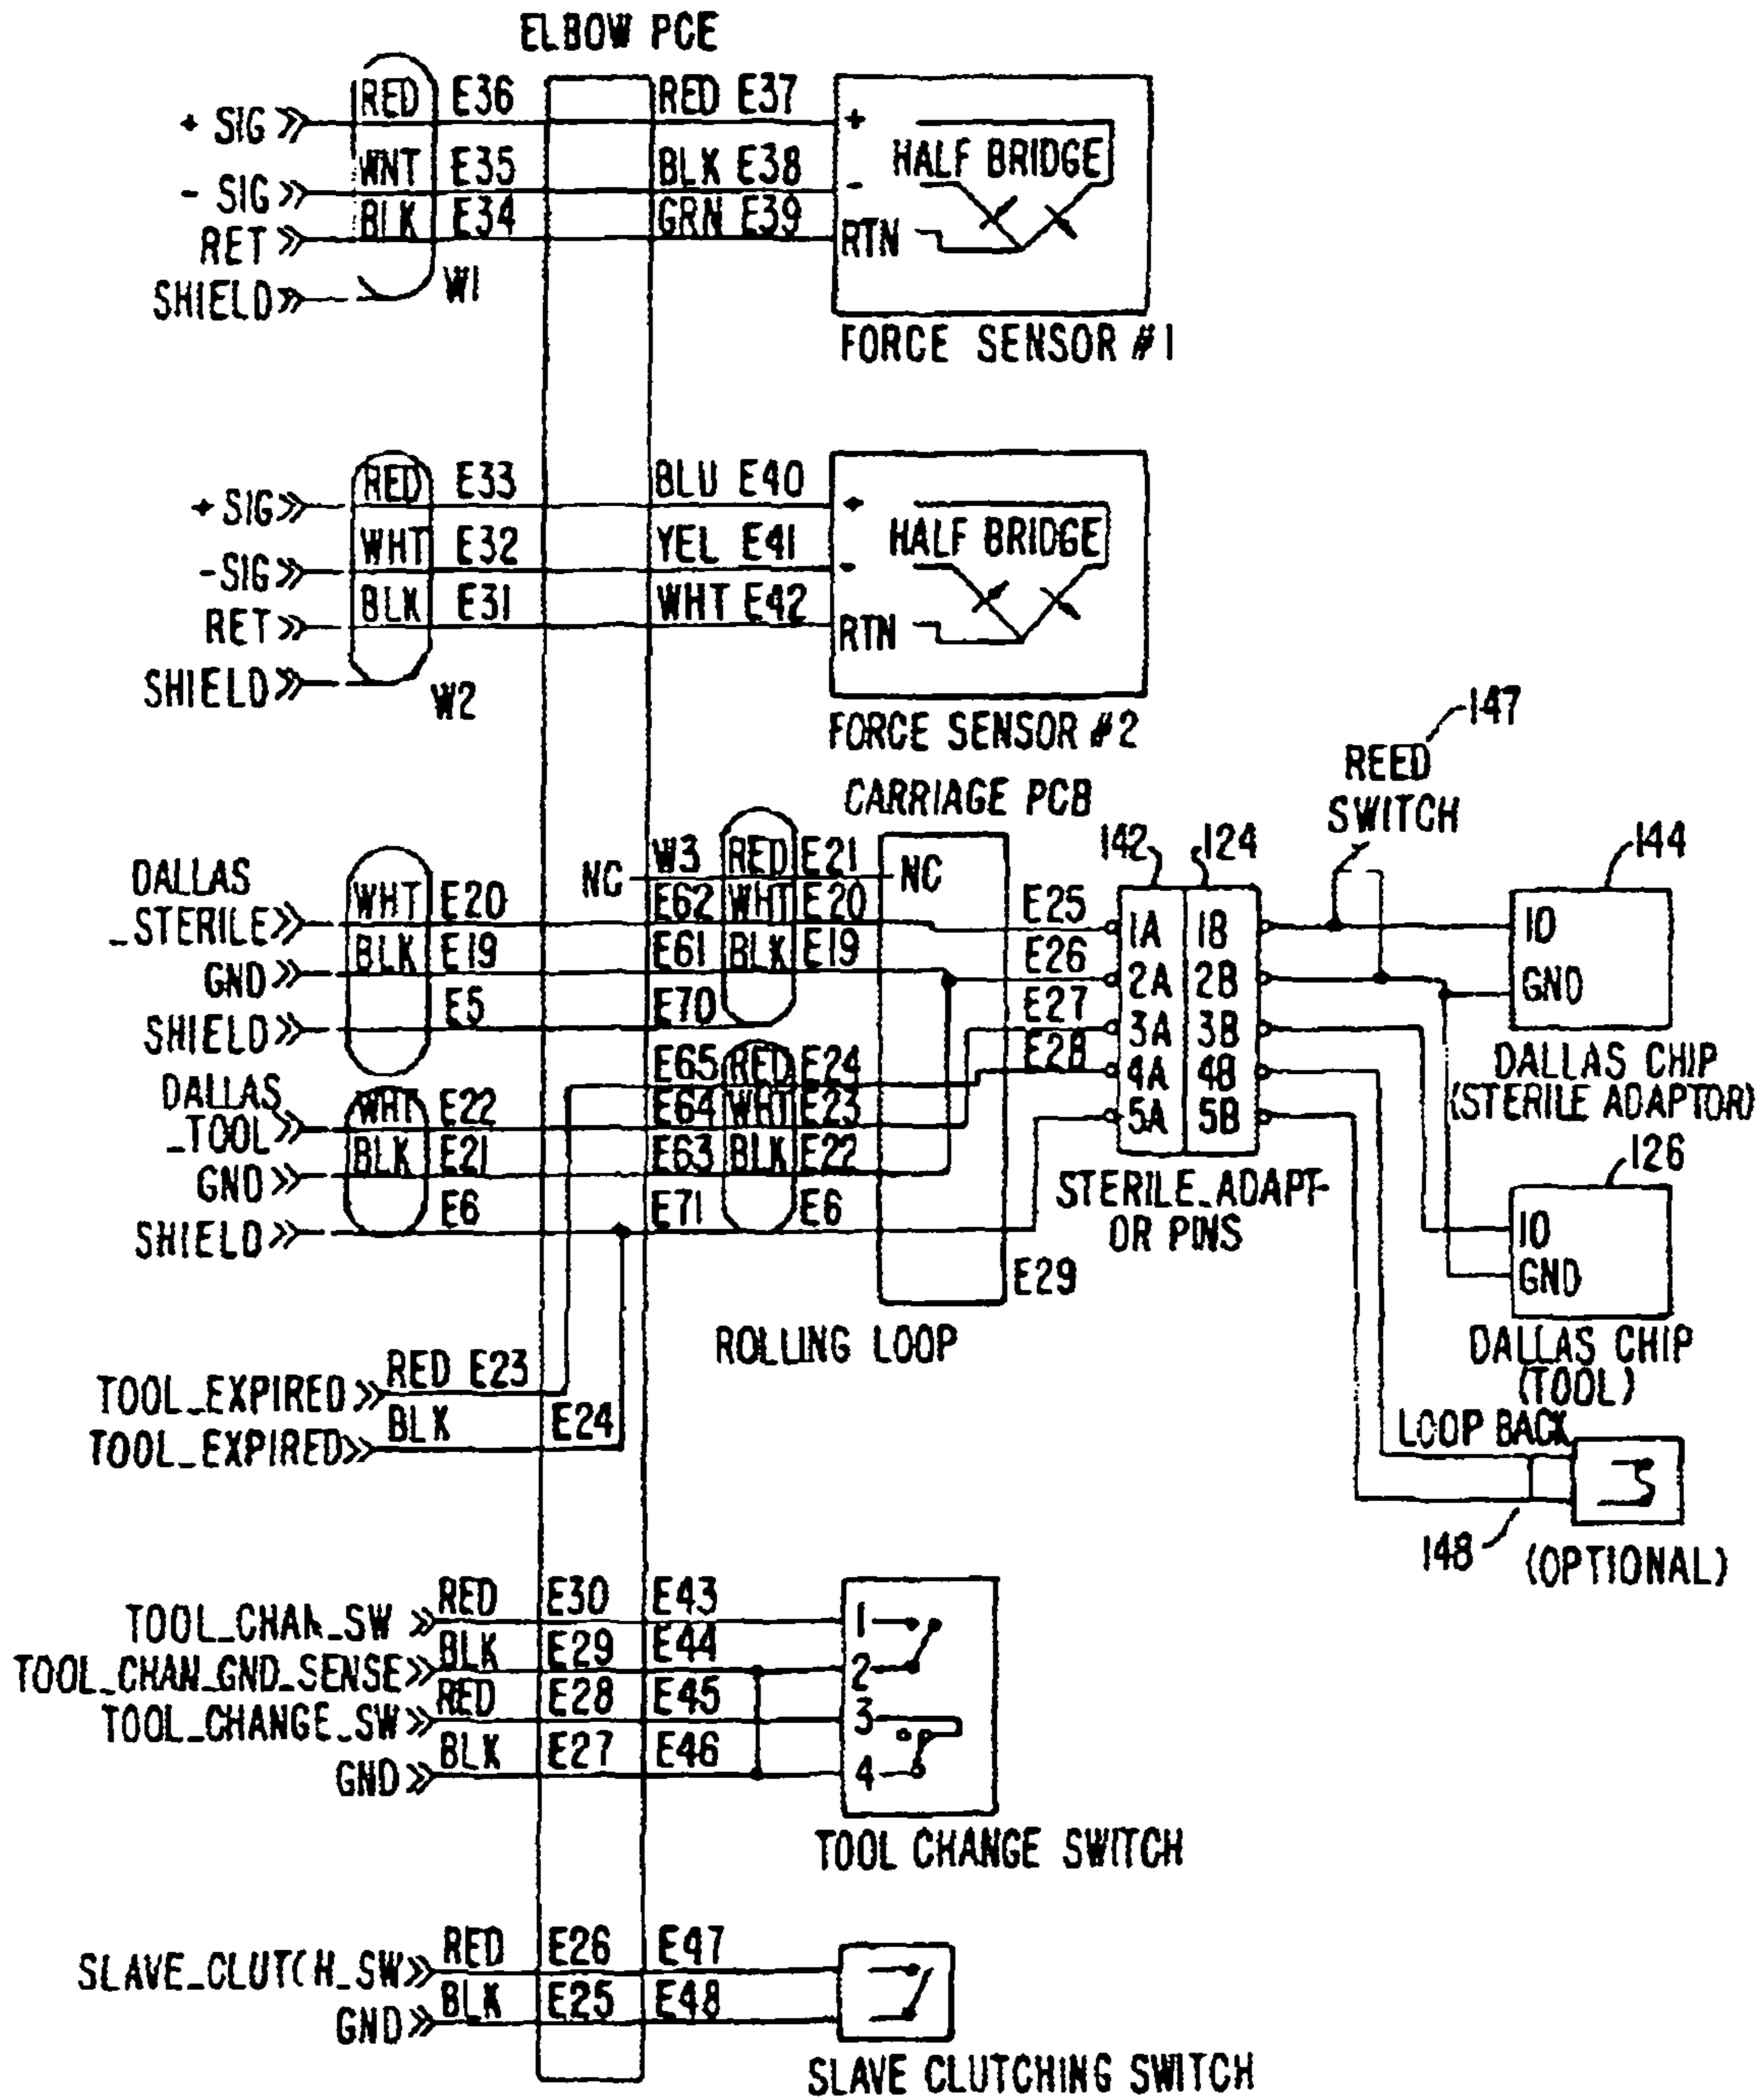 ELBOW PCE
+ SIG RED E36 RED E37 +
HALF BRIDGE
- SIG WNT E35 BLK E38 -
RET BLK E34 GRN E39 RTN
SHIELD W1
FORCE SENSOR #1
+ SIG RED E33 BLU E40 +
HALF BRIDGE
-SIG WHT E32 YEL E41 -
RET BLK E31 WHT E42 RTN
SHIELD W2
FORCE SENSOR #2
147
REED
SWITCH
CARRIAGE PCB
142 124 144
NC W3 RED E21 NC
DALLAS
_STERILE WHT E20 E62 WHT E20 E25 1A 1B IO
GND BLK E19 E61 BLK E19 E26 2A 2B GND
SHIELD E5 E70 E27 3A 3B
DALLAS CHIP
(STERILE ADAPTOR)
E65 RED E24 E28 4A 4B
DALLAS
_TOOL WHT E22 E64 WHT E23 5A 5B
GND BLK E21 E63 BLK E22
SHIELD E6 E71 E6
STERILE_ADAPT-
OR PINS
126
IO
GND
E29
DALLAS CHIP
(TOOL)
ROLLING LOOP
TOOL_EXPIRED RED E23
TOOL_EXPIRED BLK E24
LOOP BACK
148 (OPTIONAL)
TOOL_CHAN_SW RED E30 E43 1
TOOL_CHAN_GND_SENSE BLK E29 E44 2
TOOL_CHANGE_SW RED E28 E45 3
GND BLK E27 E46 4
TOOL CHANGE SWITCH
SLAVE_CLUTCH_SW RED E26 E47
GND BLK E25 E48
SLAVE CLUTCHING SWITCH